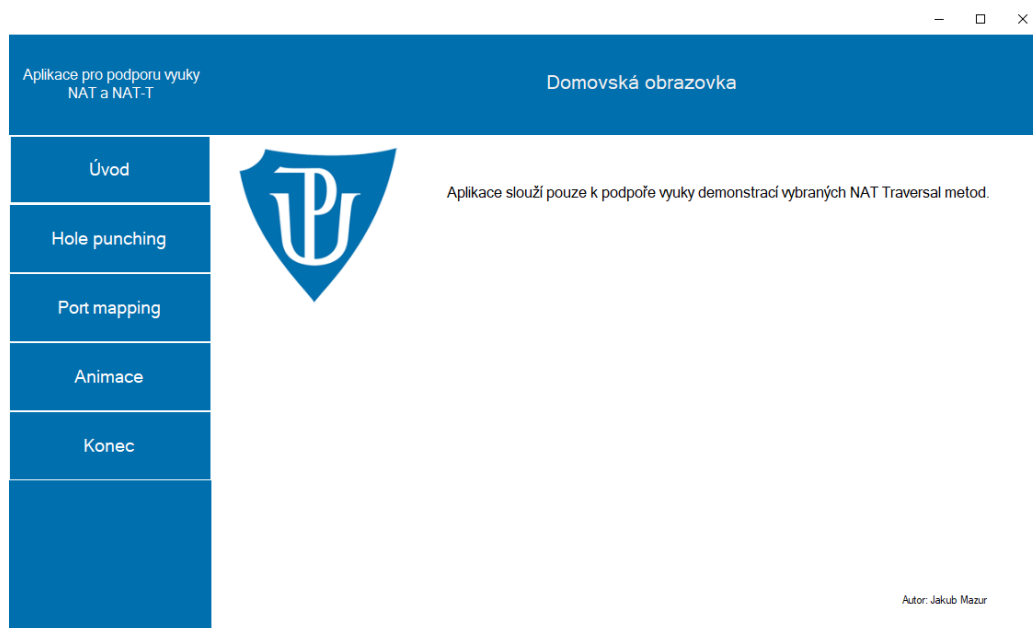 Aplikace pro podporu vyuky
NAT a NAT-T
Domovská obrazovka
Úvod
Hole punching
Port mapping
Animace
Konec
UP
Aplikace slouží pouze k podpoře vyuky demonstrací vybraných NAT Traversal metod.
Autor: Jakub Mazur